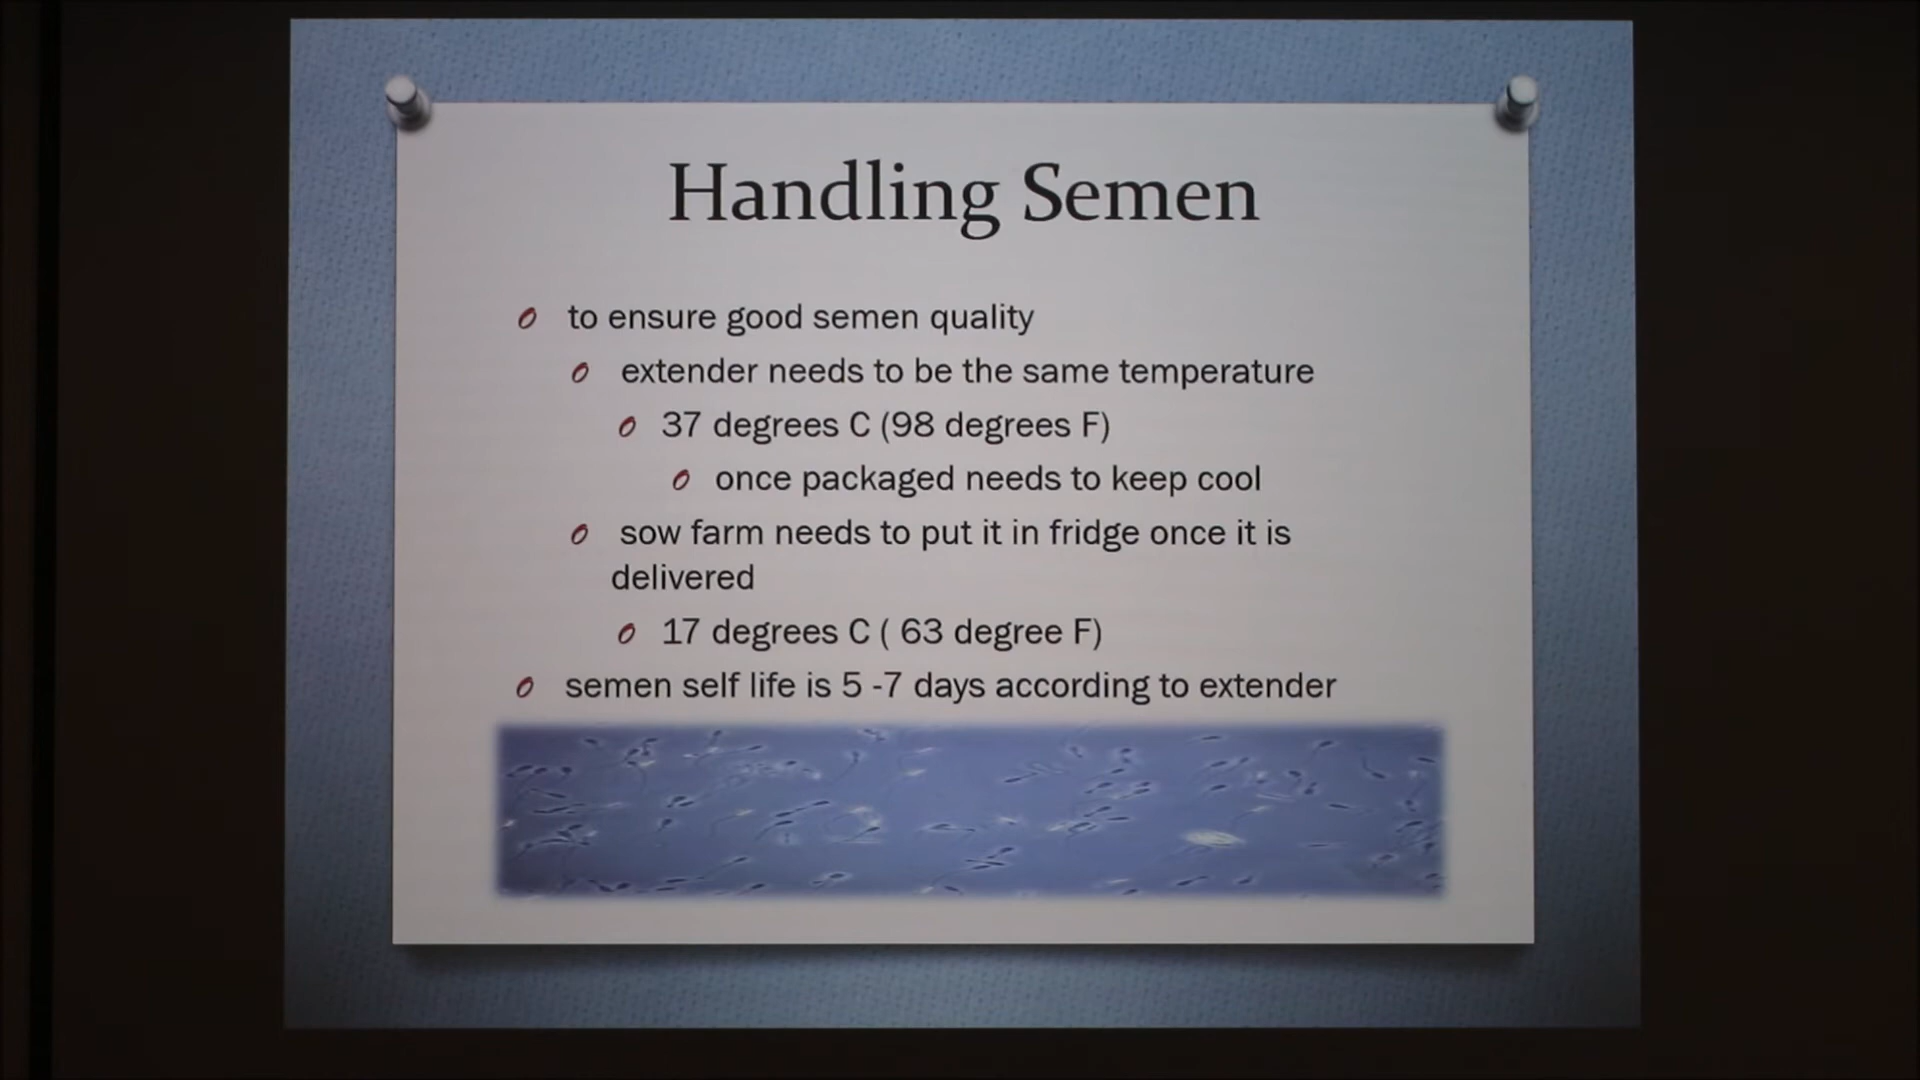 Handling Semen
to ensure good semen quality
extender needs to be the same temperature
37 degrees C (98 degrees F)
once packaged needs to keep cool
sow farm needs to put it in fridge once it is
delivered
17 degrees C ( 63 degree F)
semen self life is 5 -7 days according to extender